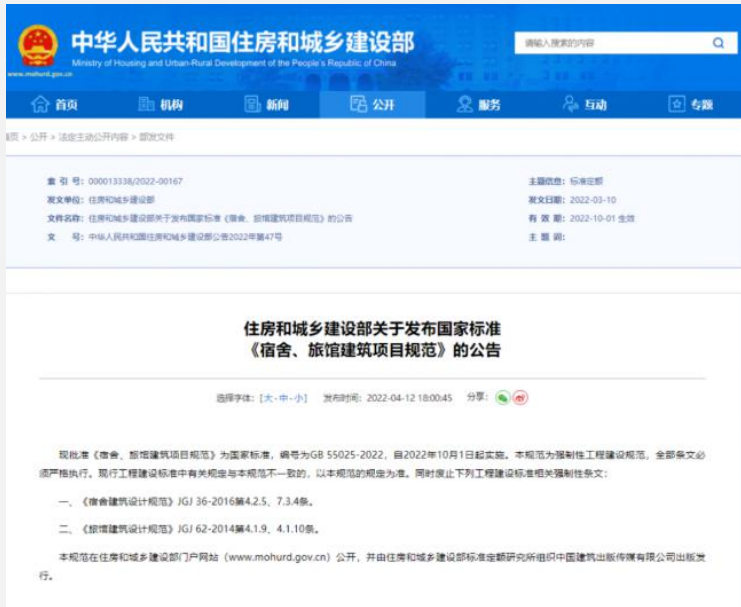 中华人民共和国住房和城乡建设部
Ministry of Housing and Urban-Rural Development of the People's Republic of China
www.mohurd.gov.cn
请输入搜索的内容
首页 机构 新闻 公开 服务 互动 专题
首页 > 公开 > 法定主动公开内容 > 部发文件
索 引 号：000013338/2022-00167 主题信息：标准定额
发文单位：住房和城乡建设部 发文日期：2022-03-10
文件名称：住房和城乡建设部关于发布国家标准《宿舍、旅馆建筑项目规范》的公告 有 效 期：2022-10-01 生效
文 号：中华人民共和国住房和城乡建设部公告2022年第47号 主 题 词：
住房和城乡建设部关于发布国家标准
《宿舍、旅馆建筑项目规范》的公告
选择字体：[大-中-小] 发布时间：2022-04-12 18:00:45 分享：
现批准《宿舍、旅馆建筑项目规范》为国家标准，编号为GB 55025-2022，自2022年10月1日起实施。本规范为强制性工程建设规范，全部条文必
须严格执行。现行工程建设标准中有关规定与本规范不一致的，以本规范的规定为准。同时废止下列工程建设标准相关强制性条文：
一、《宿舍建筑设计规范》JGJ 36-2016第4.2.5、7.3.4条。
二、《旅馆建筑设计规范》JGJ 62-2014第4.1.9、4.1.10条。
本规范在住房和城乡建设部门户网站（www.mohurd.gov.cn）公开，并由住房和城乡建设部标准定额研究所组织中国建筑出版传媒有限公司出版发
行。